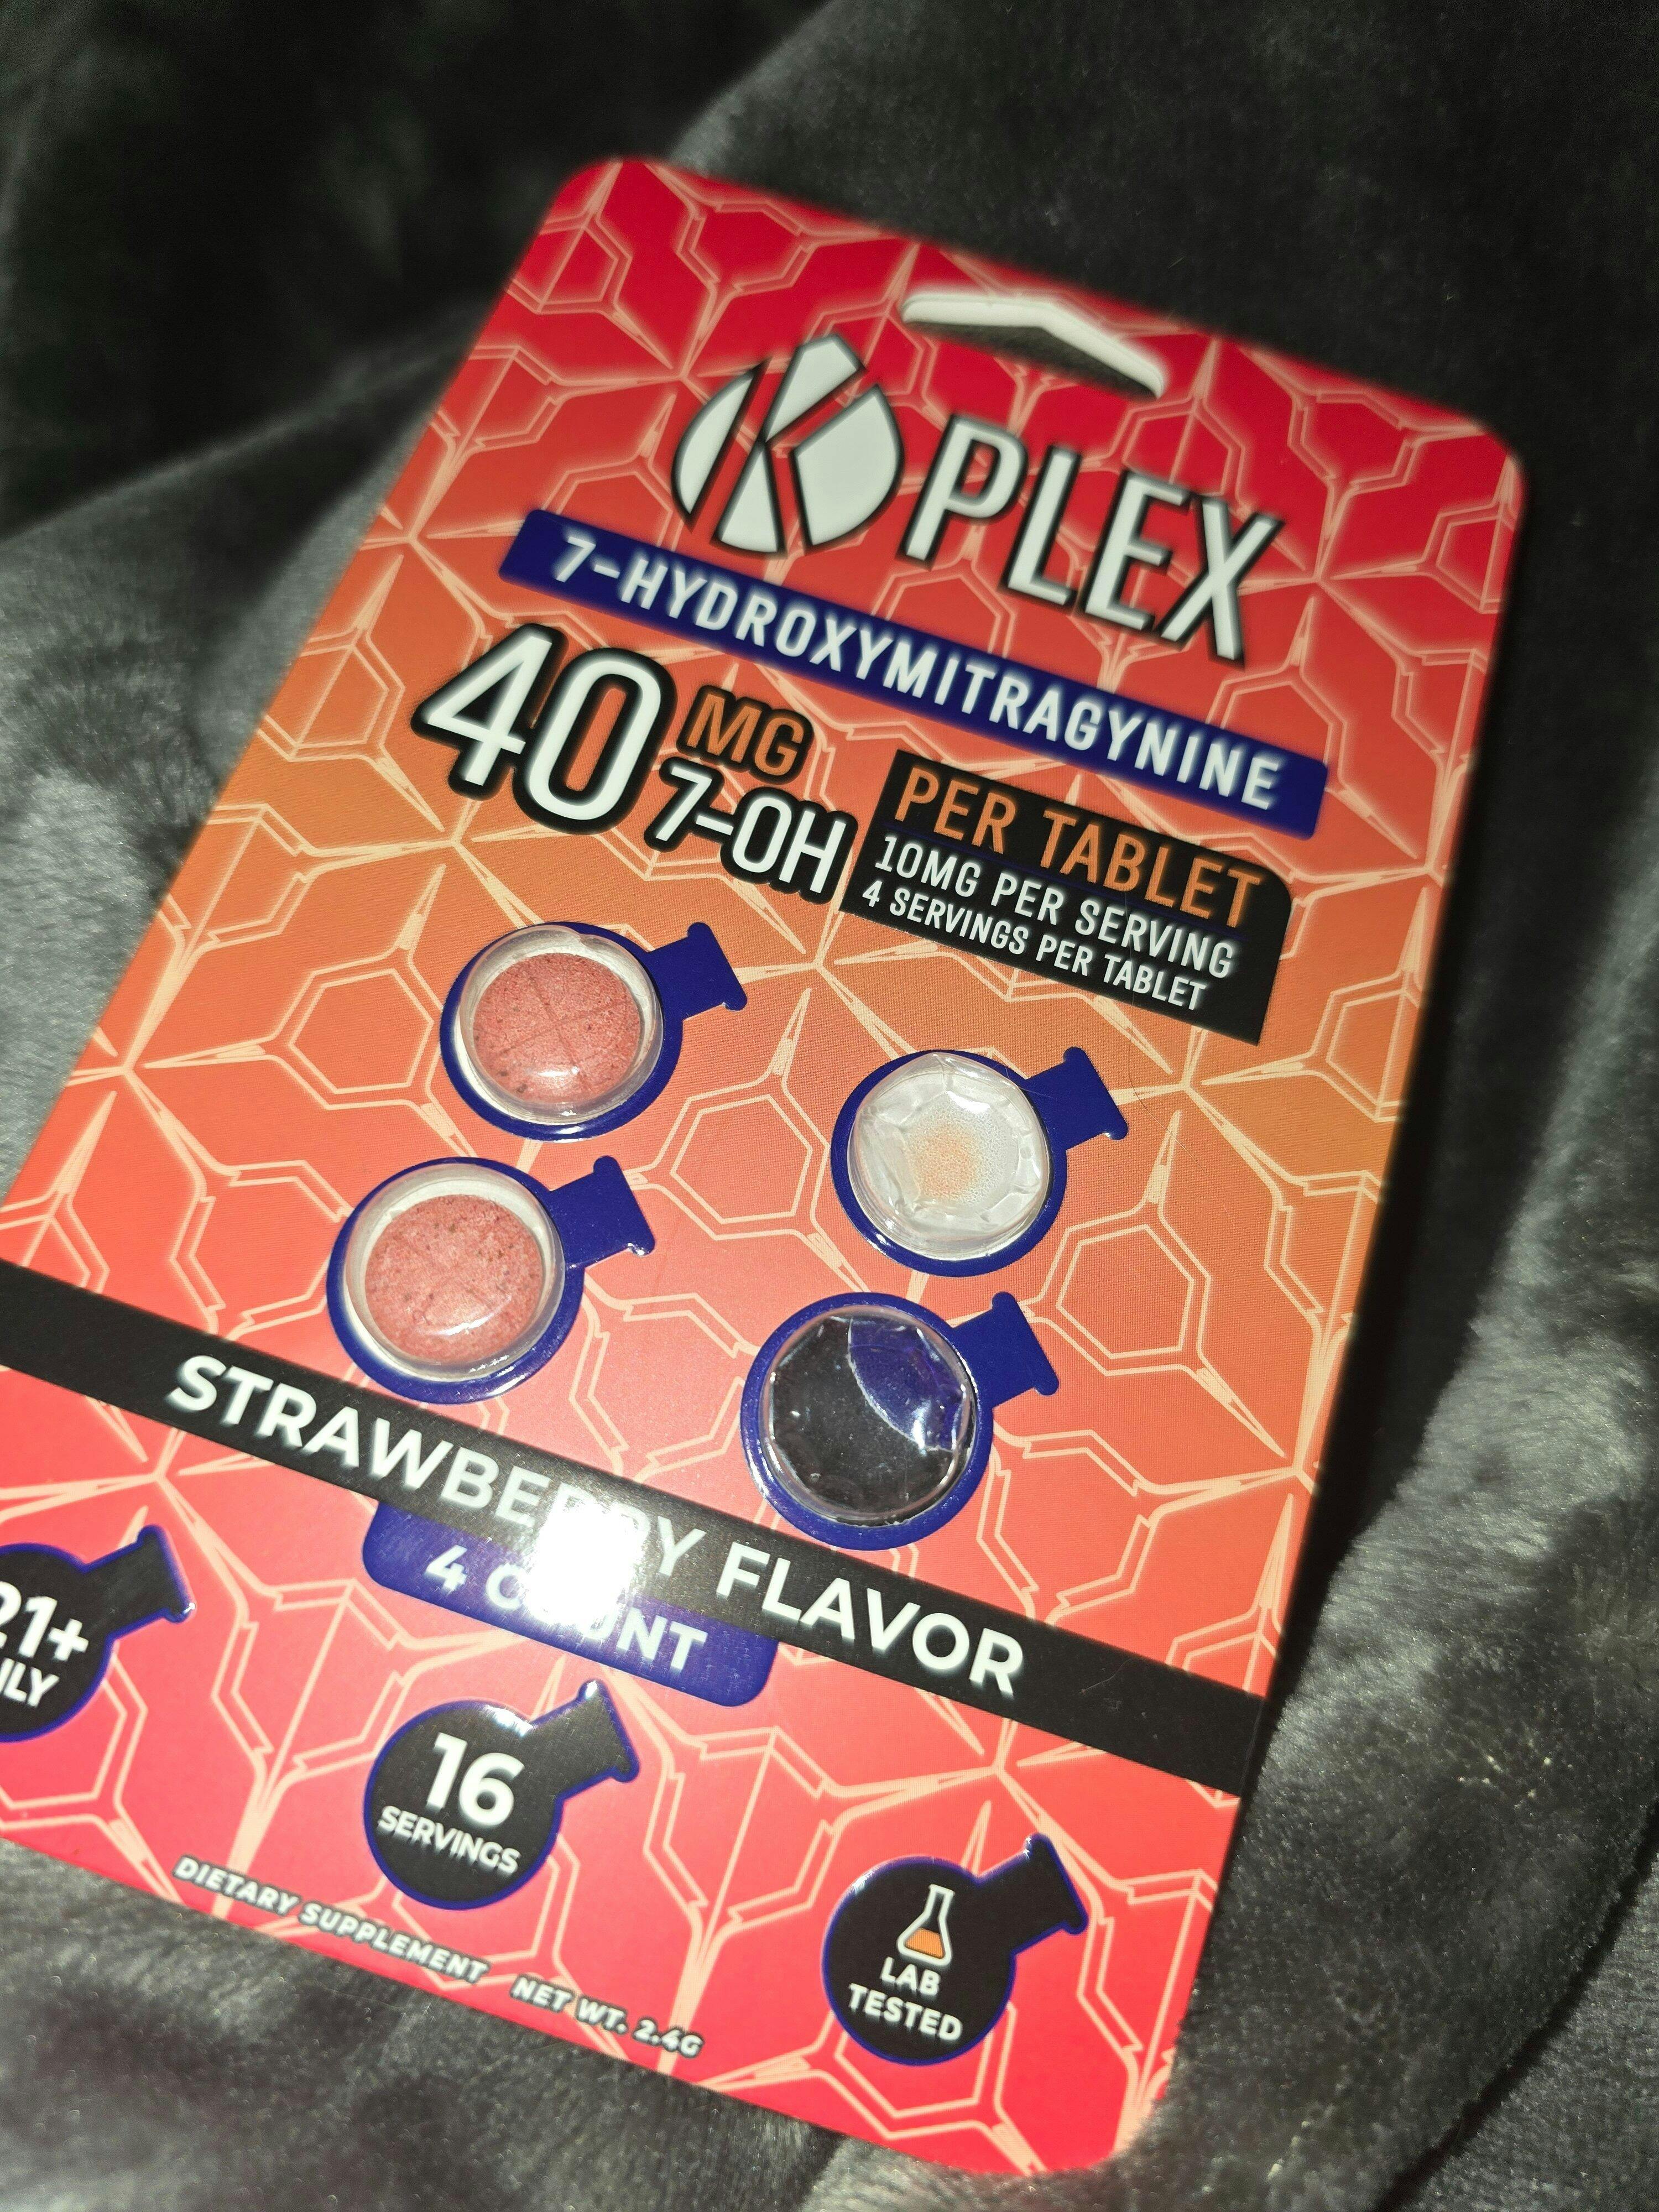 K PLEX
7-HYDROXYMITRAGYNINE
40 MG 7-OH
PER TABLET
10MG PER SERVING
4 SERVINGS PER TABLET
STRAWBERRY FLAVOR
4 COUNT
21+
16
SERVINGS
LAB
TESTED
DIETARY SUPPLEMENT NET WT. 2.4G